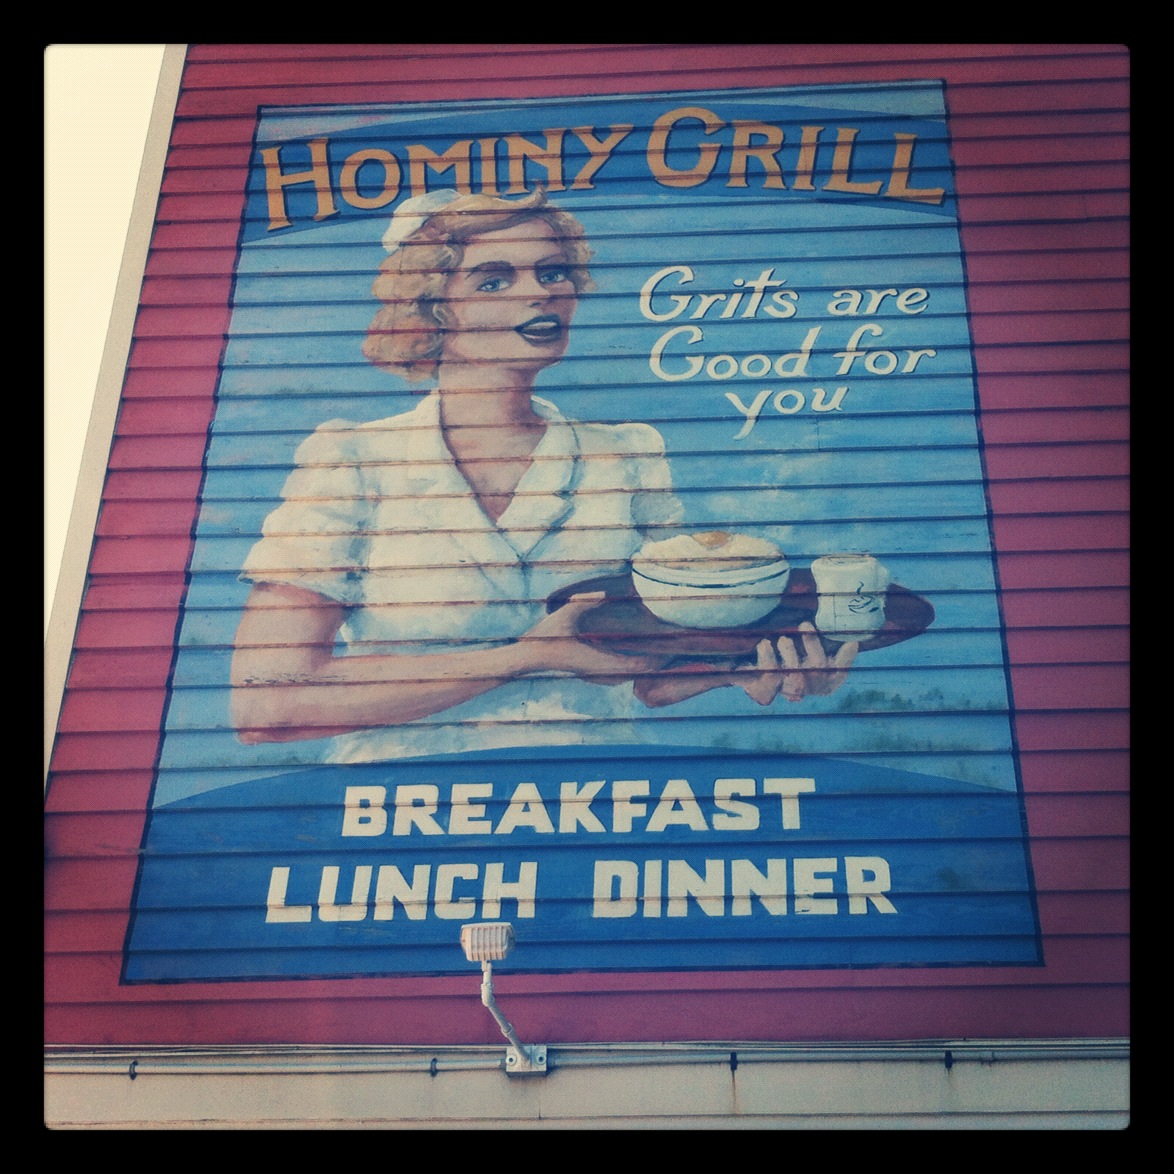 HOMINY GRILL
Grits are
Good for
you
BREAKFAST
LUNCH DINNER